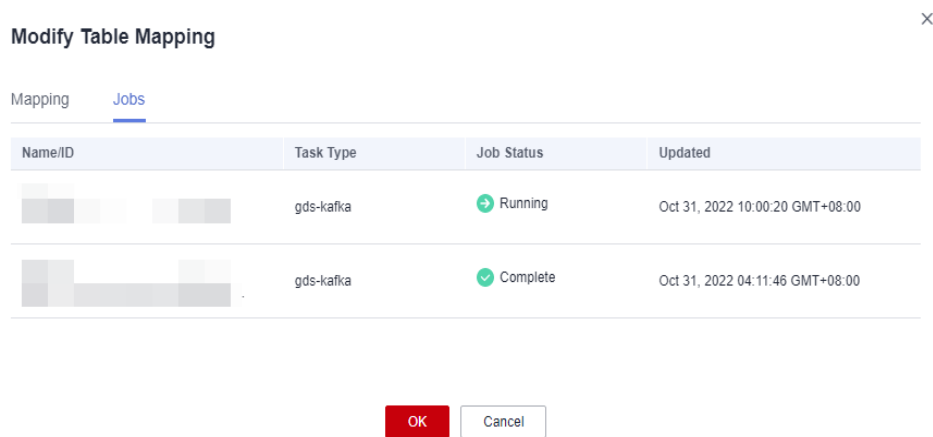 Modify Table Mapping
Mapping Jobs
Name/ID Task Type Job Status Updated
gds-kafka Running Oct 31, 2022 10:00:20 GMT+08:00
gds-kafka Complete Oct 31, 2022 04:11:46 GMT+08:00
OK Cancel